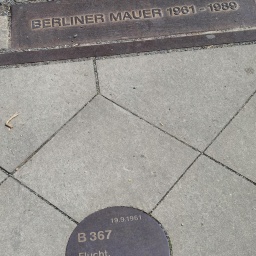 BERLINER MAUER 1961 - 1989
19.9.1961
B 367
Flucht,